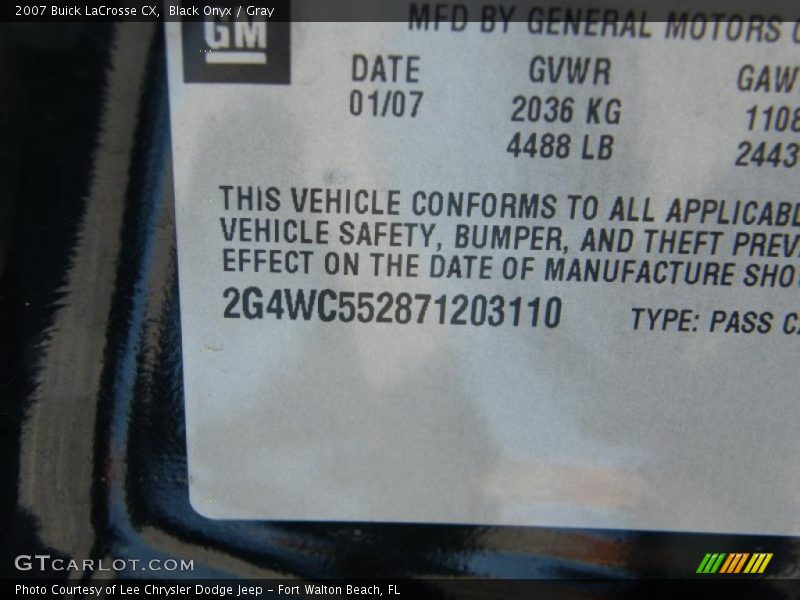 2007 Buick LaCrosse CX, Black Onyx / Gray
MFD BY GENERAL MOTORS
GM
DATE GVWR
01/07 2036 KG 1108
4488 LB 2443
THIS VEHICLE CONFORMS TO ALL
VEHICLE SAFETY, BUMPER, AND THEFT
EFFECT ON THE DATE OF MANUFACTURE
2G4WC552871203110 TYPE: PASS
GTCARLOT.COM
Photo Courtesy of Lee Chrysler Dodge Jeep - Fort Walton Beach, FL